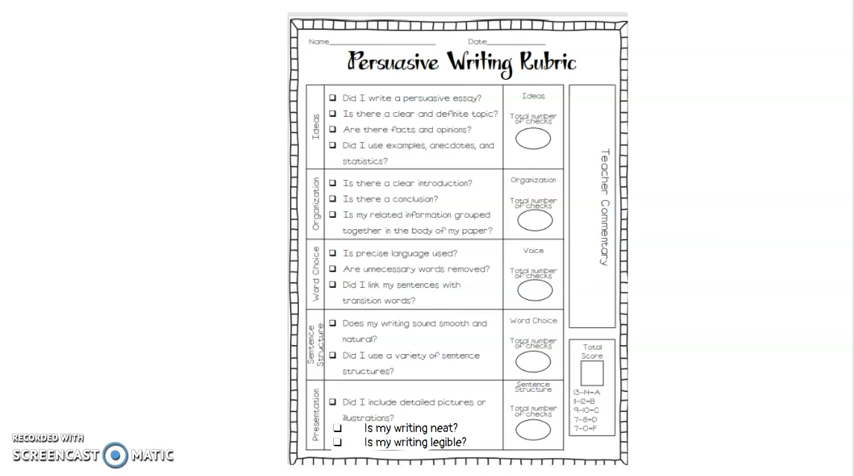 Name
Date
Persuasive Writing Rubric
Ideas
Did I write a persuasive essay?
Is there a clear and definite topic?
Are there facts and opinions?
Did I use examples, anecdotes, and
statistics?
Ideas
Total number
of checks
Organization
Is there a clear introduction?
Is there a conclusion?
Is my related information grouped
together in the body of my paper?
Organization
Total number
of checks
Word Choice
Is precise language used?
Are unnecessary words removed?
Did I link my sentences with
transition words?
Voice
Total number
of checks
Sentence
Structure
Does my writing sound smooth and
natural?
Did I use a variety of sentence
structures?
Word Choice
Total number
of checks
Presentation
Did I include detailed pictures or
illustrations?
Is my writing neat?
Is my writing legible?
Sentence
Structure
Total number
of checks
Teacher Commentary
Total
Score
13-14=A
11-12=B
9-10=C
7-8=D
7-0=F
RECORDED WITH
SCREENCAST MATIC